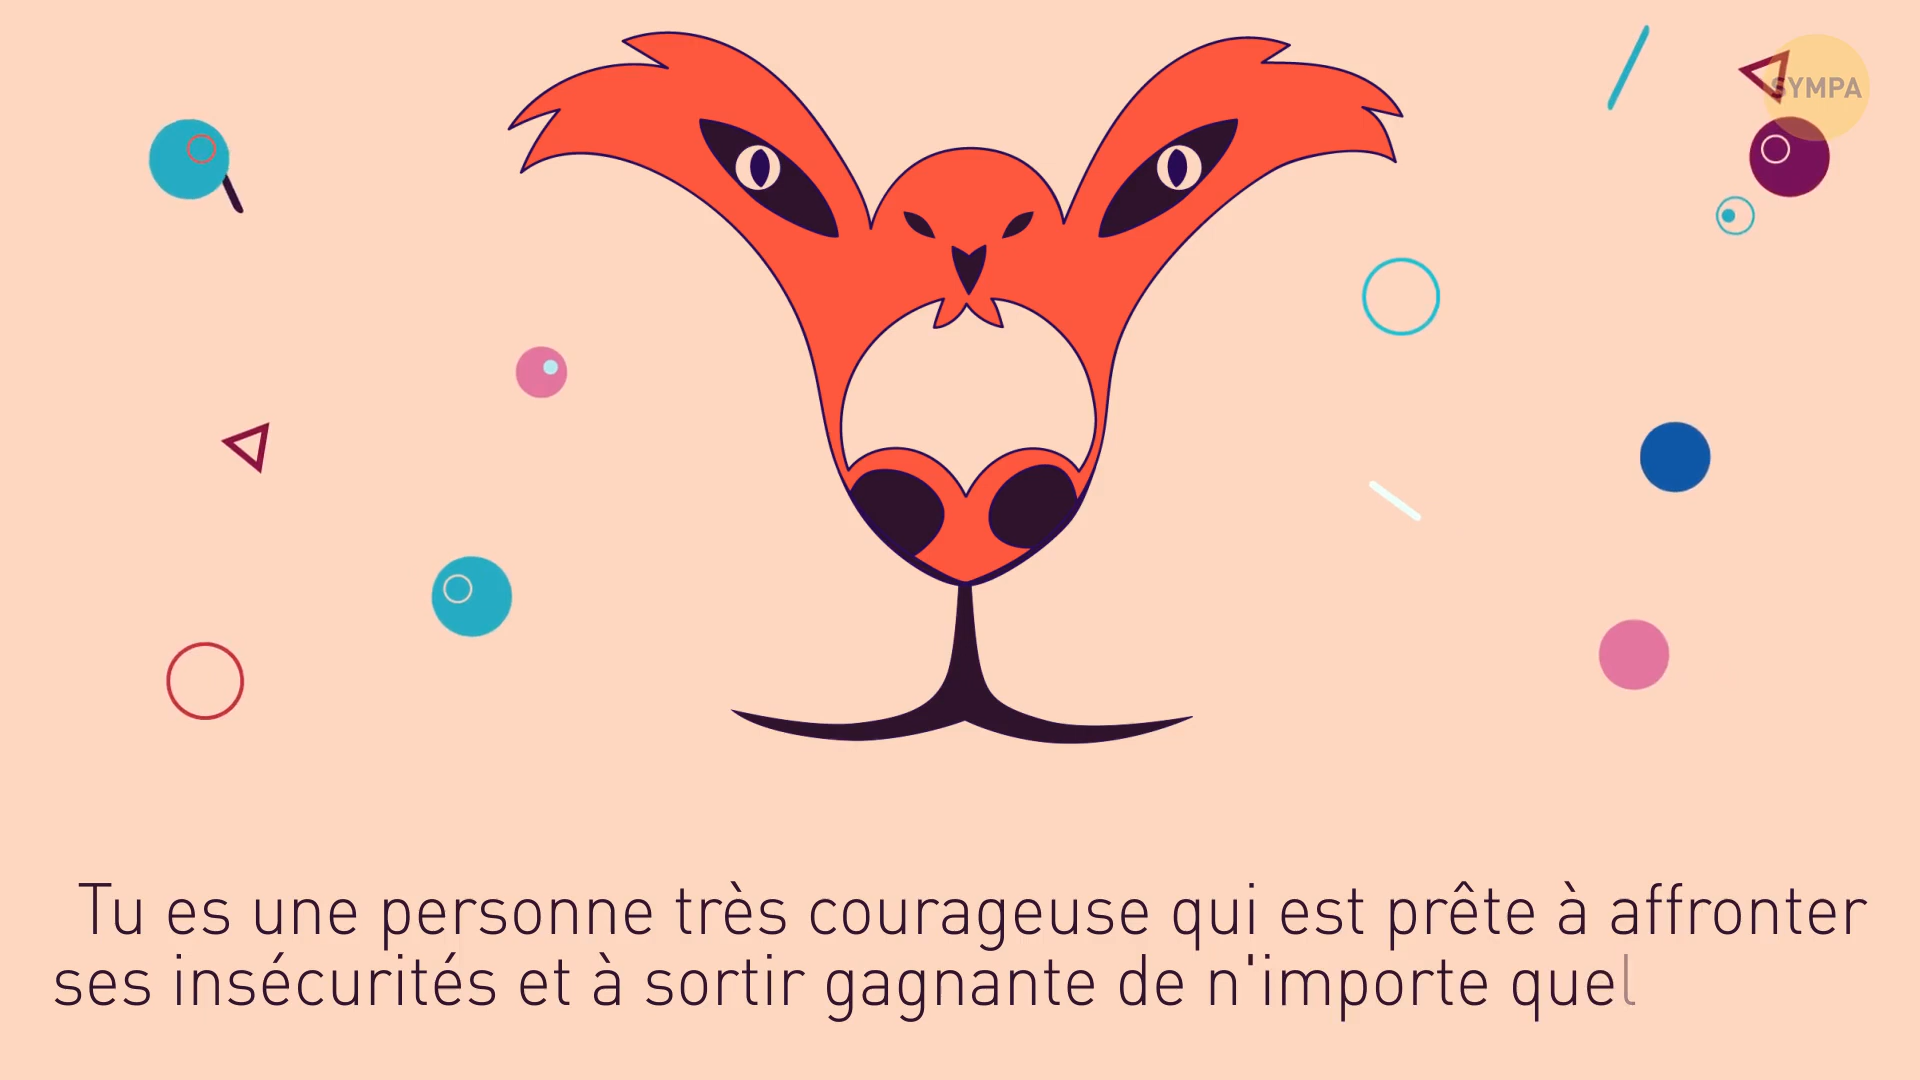 SYMPA
Tu es une personne très courageuse qui est prête à affronter
ses insécurités et à sortir gagnante de n'importe quel